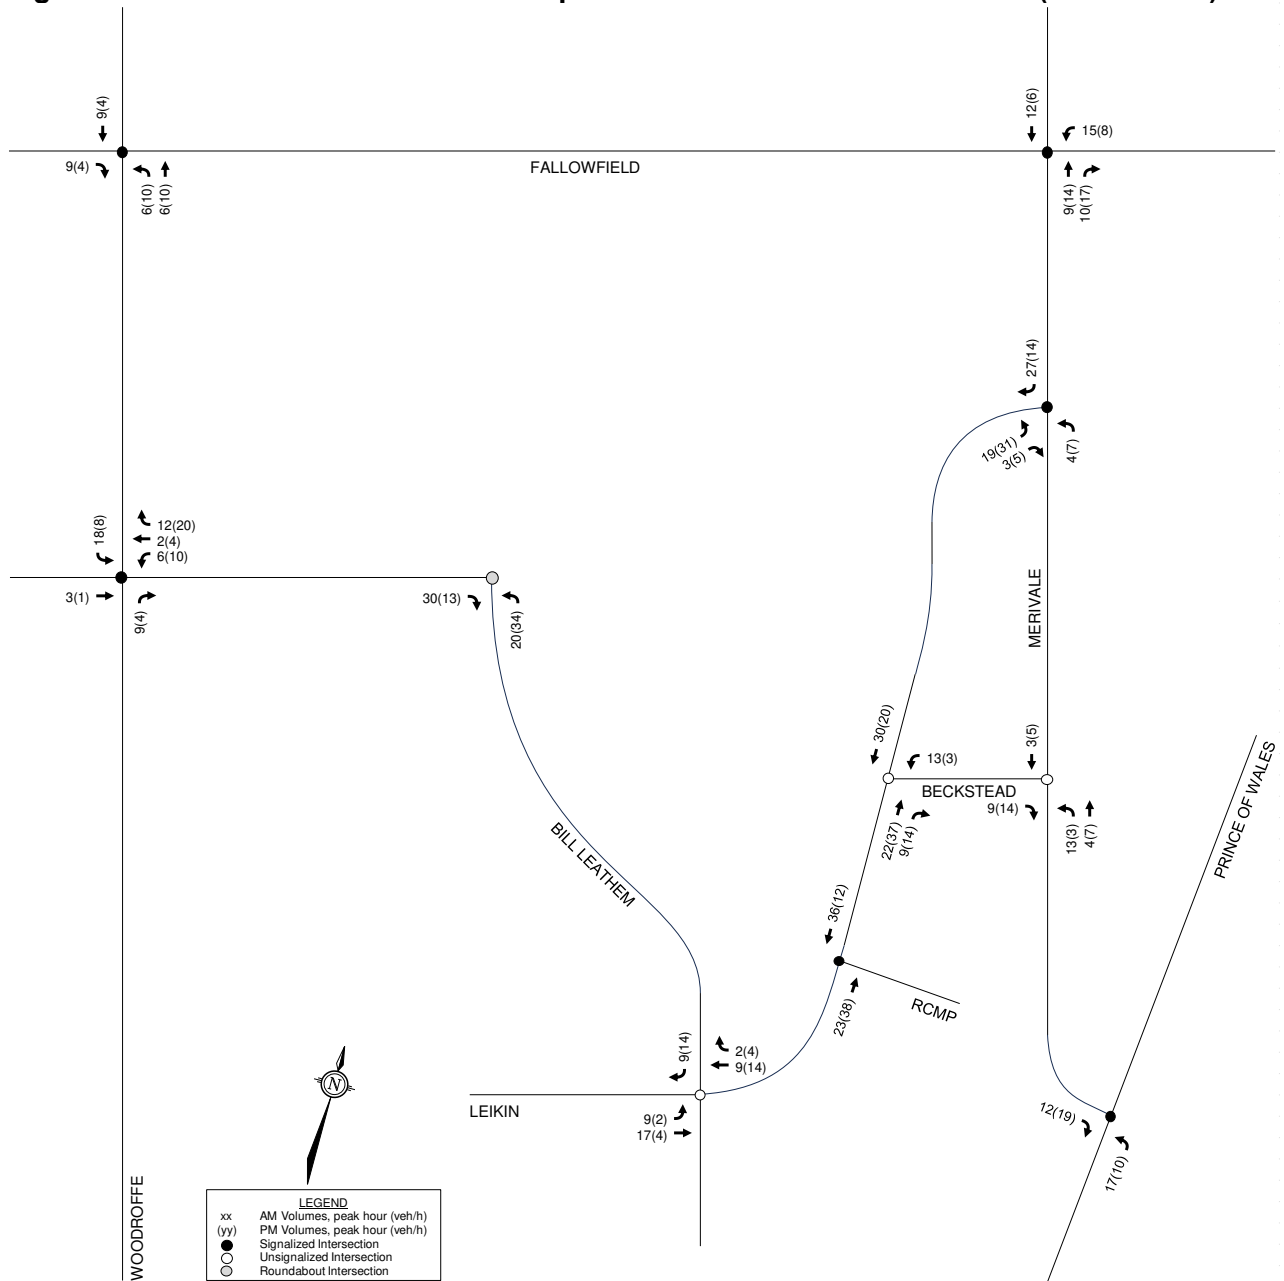 9(4)
12(6)
15(8)
9(4)
FALLOWFIELD
6(10)
6(10)
9(14)
10(17)
27(14)
19(31)
3(5)
4(7)
18(8)
12(20)
2(4)
6(10)
3(1)
9(4)
30(13)
20(34)
MERIVALE
30(20)
13(3)
3(5)
BECKSTEAD
9(14)
22(37)
9(14)
13(3)
4(7)
PRINCE OF WALES
BILL LEATHEM
36(12)
RCMP
23(38)
9(14)
2(4)
9(14)
LEIKIN
9(2)
17(4)
12(19)
17(10)
N
WOODROFFE
LEGEND
xx AM Volumes, peak hour (veh/h)
(yy) PM Volumes, peak hour (veh/h)
Signalized Intersection
Unsignalized Intersection
Roundabout Intersection